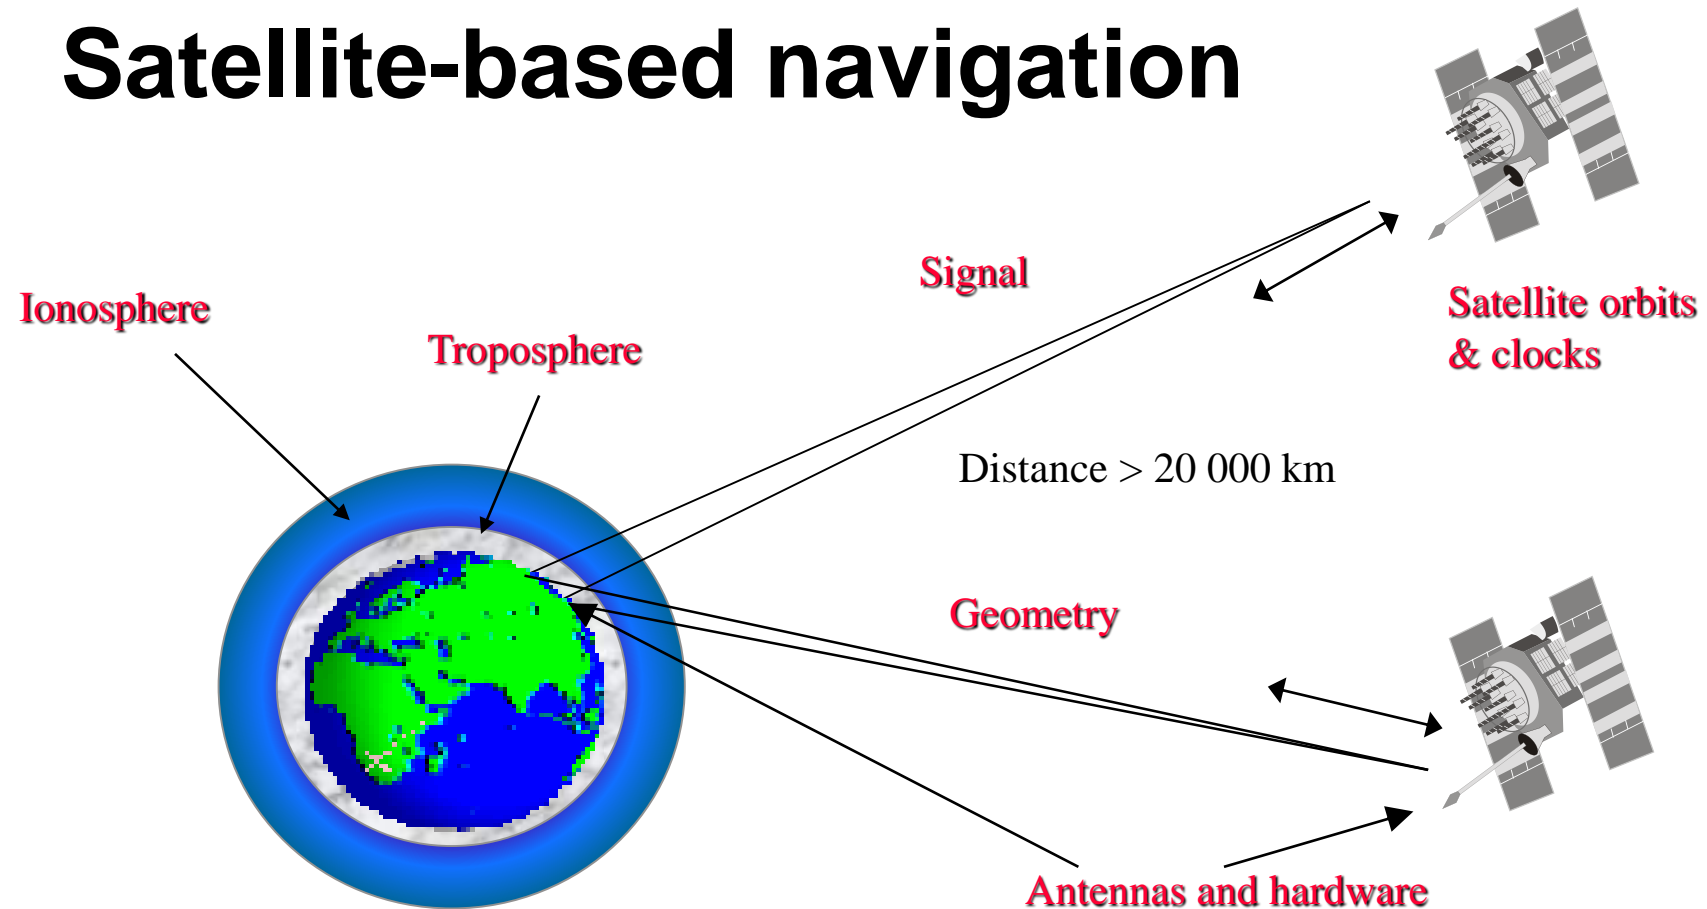 Satellite-based navigation
Signal
Ionosphere
Satellite orbits
& clocks
Troposphere
Distance > 20 000 km
Geometry
Antennas and hardware